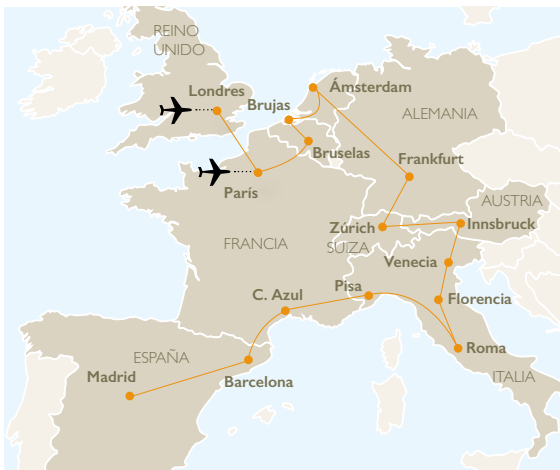 REINO
UNIDO
Londres
Ámsterdam
Brujas
ALEMANIA
Bruselas
Frankfurt
París
AUSTRIA
Zúrich
Innsbruck
FRANCIA
SUIZA
Venecia
Pisa
C. Azul
Florencia
Roma
ESPAÑA
Madrid
Barcelona
ITALIA